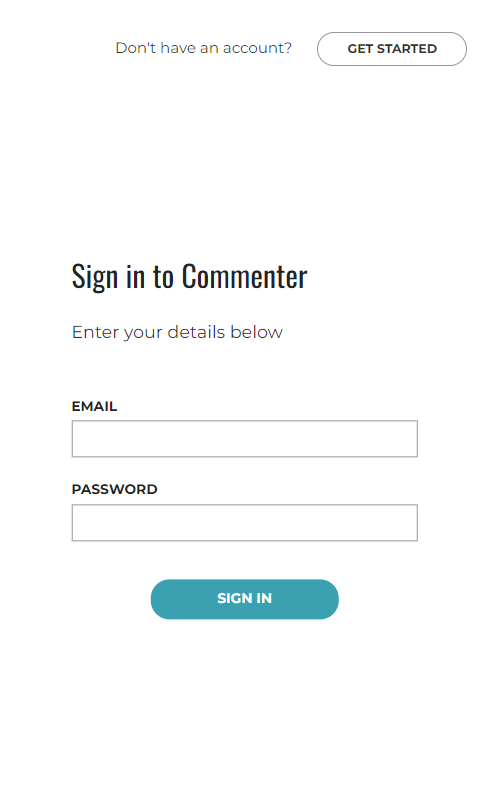 Don't have an account? GET STARTED
Sign in to Commenter
Enter your details below
EMAIL
PASSWORD
SIGN IN